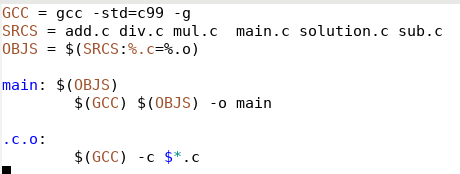 GCC = gcc -std=c99 -g
SRCS = add.c div.c mul.c  main.c solution.c sub.c
OBJS = $(SRCS:%.c=%.o)

main: $(OBJS)
        $(GCC) $(OBJS) -o main

.c.o:
        $(GCC) -c $*.c